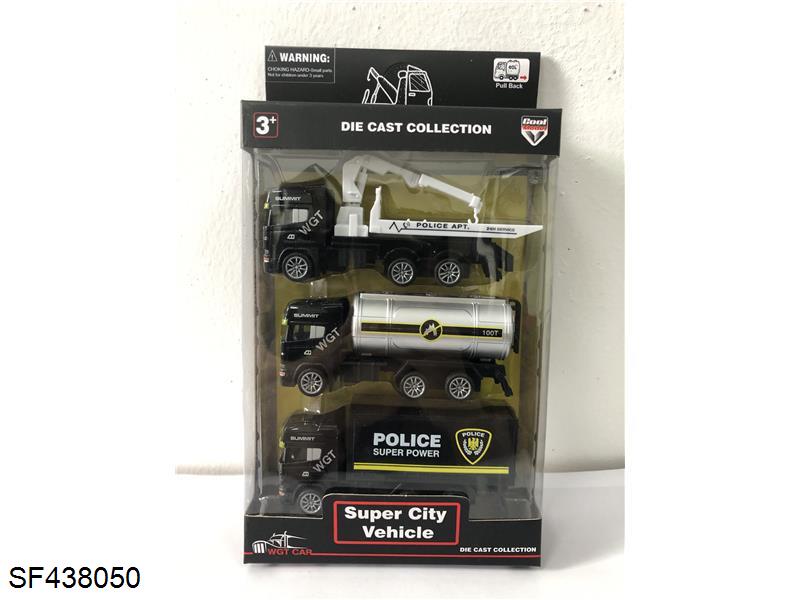 WARNING:
CHOKING HAZARD-Small parts
Not for children under 3 years
40t
Pull Back
3+
DIE CAST COLLECTION
Cool
SUMMIT
WGT
POLICE APT.
24H SERVICE
SUMMIT
WGT
100T
SUMMIT
WGT
POLICE
SUPER POWER
POLICE
Super City
Vehicle
WGT CAR
DIE CAST COLLECTION
SF438050